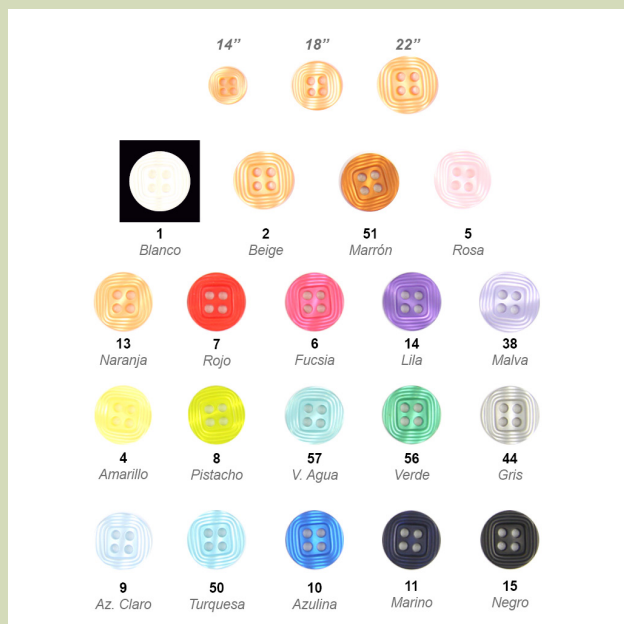 14” 18” 22”
1 2 51 5
Blanco Beige Marrón Rosa
13 7 6 14 38
Naranja Rojo Fucsia Lila Malva
4 8 57 56 44
Amarillo Pistacho V. Agua Verde Gris
9 50 10 11 15
Az. Claro Turquesa Azulina Marino Negro